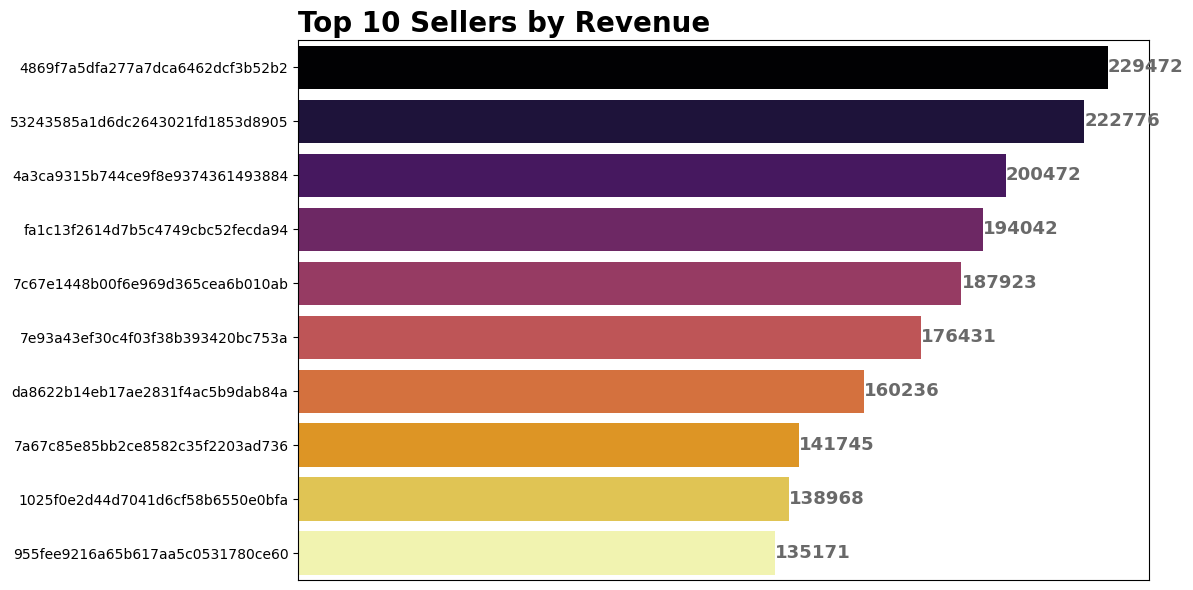 Top 10 Sellers by Revenue
4869f7a5dfa277a7dca6462dcf3b52b2 229472
53243585a1d6dc2643021fd1853d8905 222776
4a3ca9315b744ce9f8e9374361493884 200472
fa1c13f2614d7b5c4749cbc52fecda94 194042
7c67e1448b00f6e969d365cea6b010ab 187923
7e93a43ef30c4f03f38b393420bc753a 176431
da8622b14eb17ae2831f4ac5b9dab84a 160236
7a67c85e85bb2ce8582c35f2203ad736 141745
1025f0e2d44d7041d6cf58b6550e0bfa 138968
955fee9216a65b617aa5c0531780ce60 135171